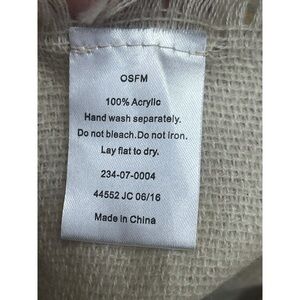 OSFM
100% Acrylic
Hand wash separately.
Do not bleach.Do not iron.
Lay flat to dry.
234-07-0004
44552 JC 06/16
Made in China